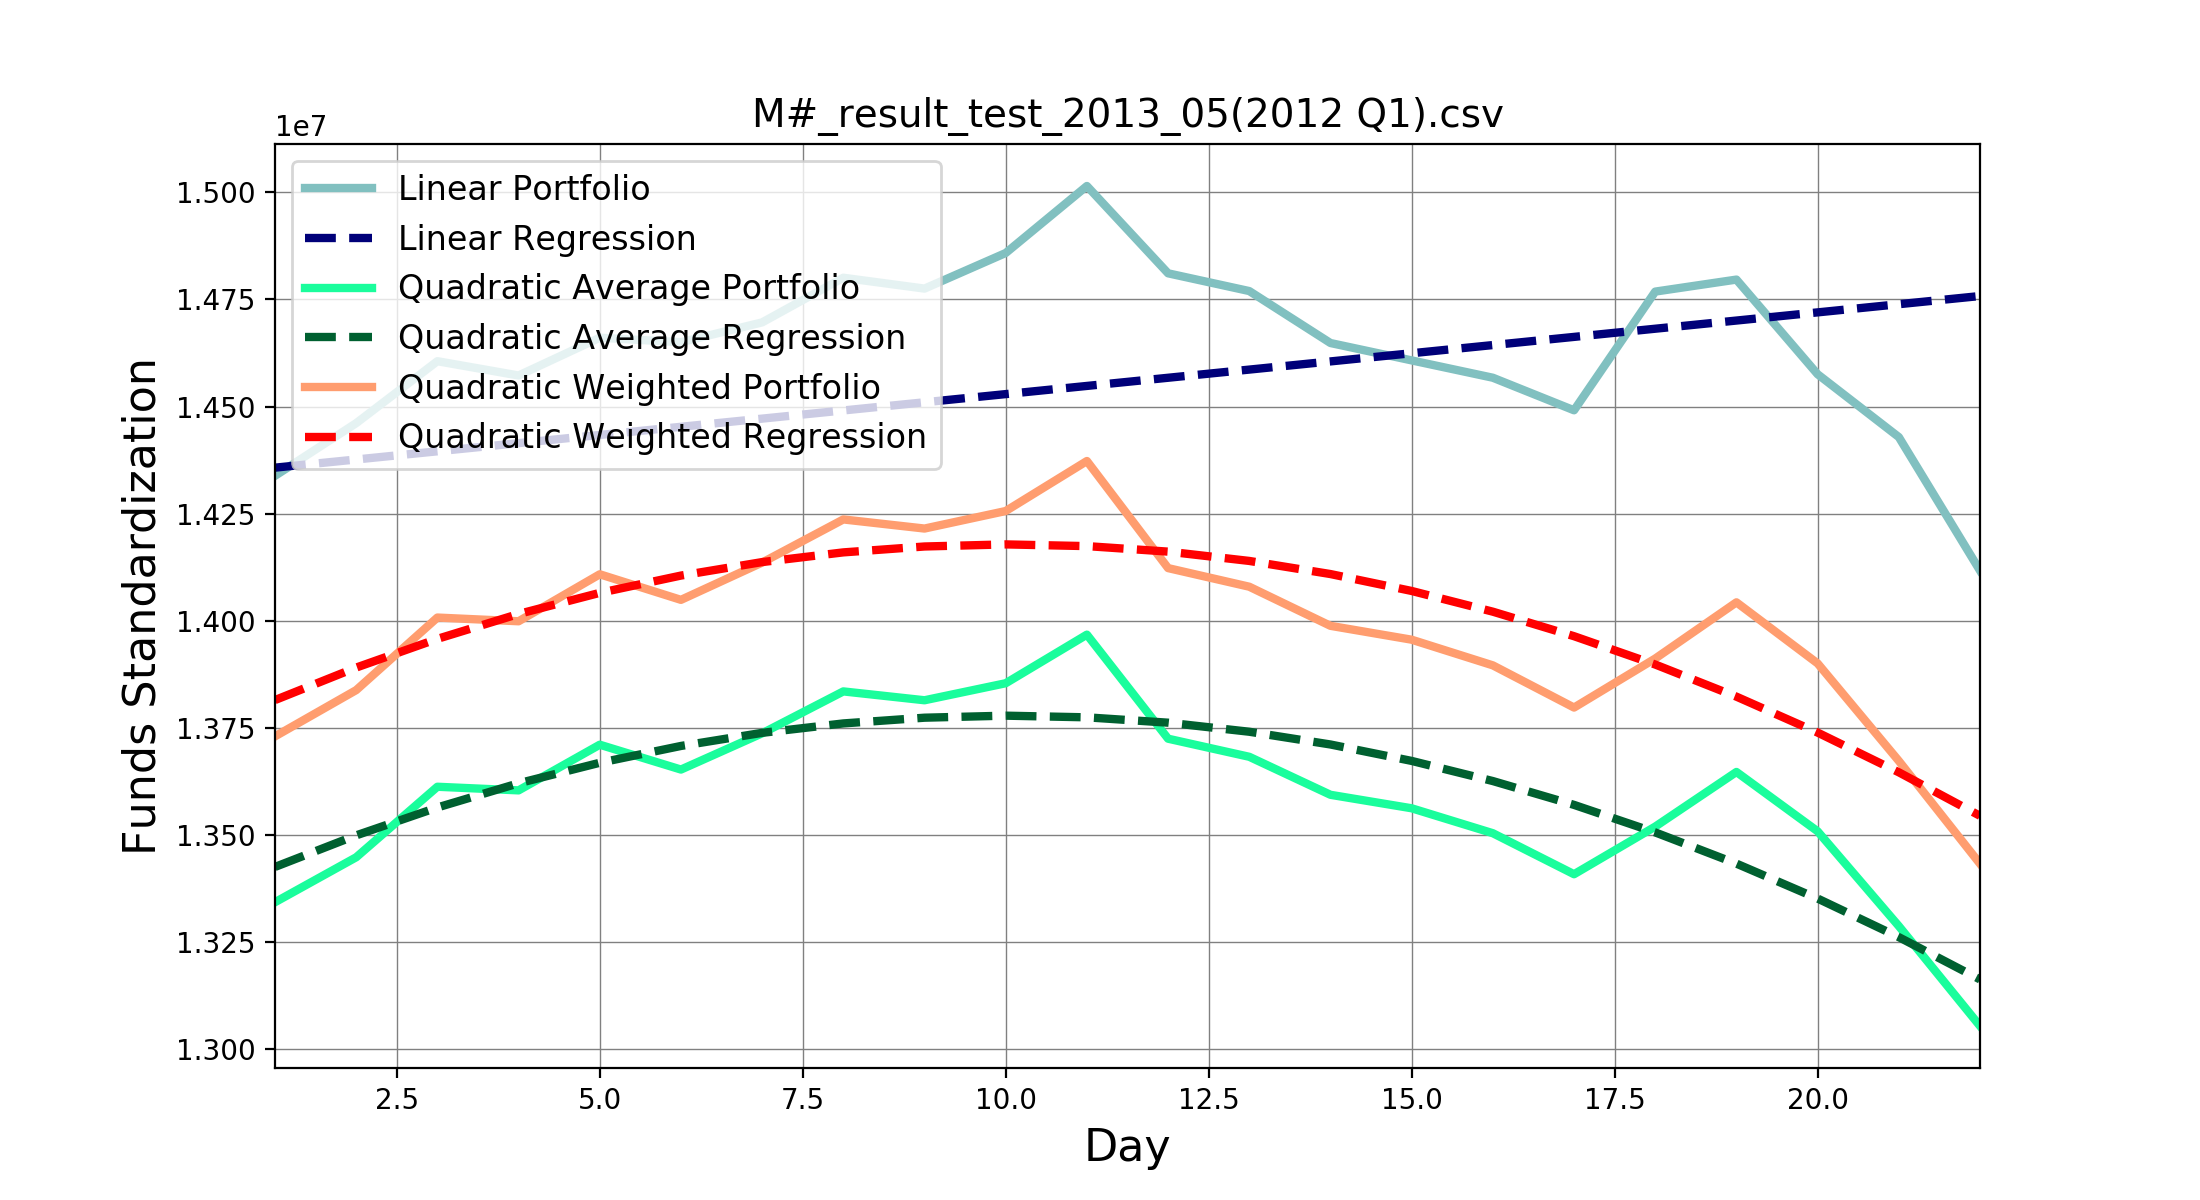 M#_result_test_2013_05(2012 Q1).csv
1e7
Linear Portfolio
Linear Regression
Quadratic Average Portfolio
Quadratic Average Regression
Quadratic Weighted Portfolio
Quadratic Weighted Regression
1.500
1.475
1.450
1.425
1.400
1.375
1.350
1.325
1.300
Funds Standardization
2.5 5.0 7.5 10.0 12.5 15.0 17.5 20.0
Day